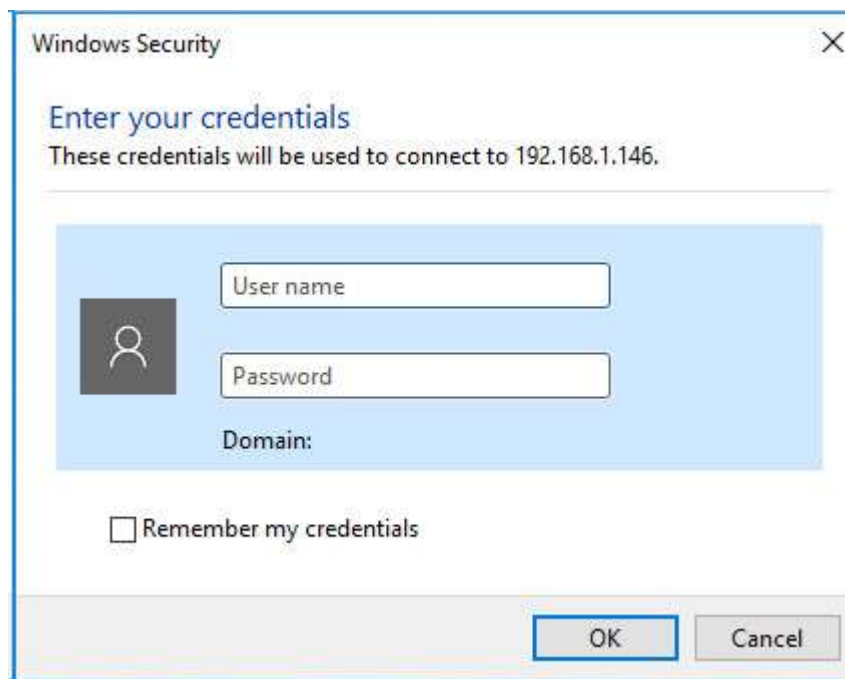 Windows Security
Enter your credentials
These credentials will be used to connect to 192.168.1.146.
User name
Password
Domain:
Remember my credentials
OK Cancel